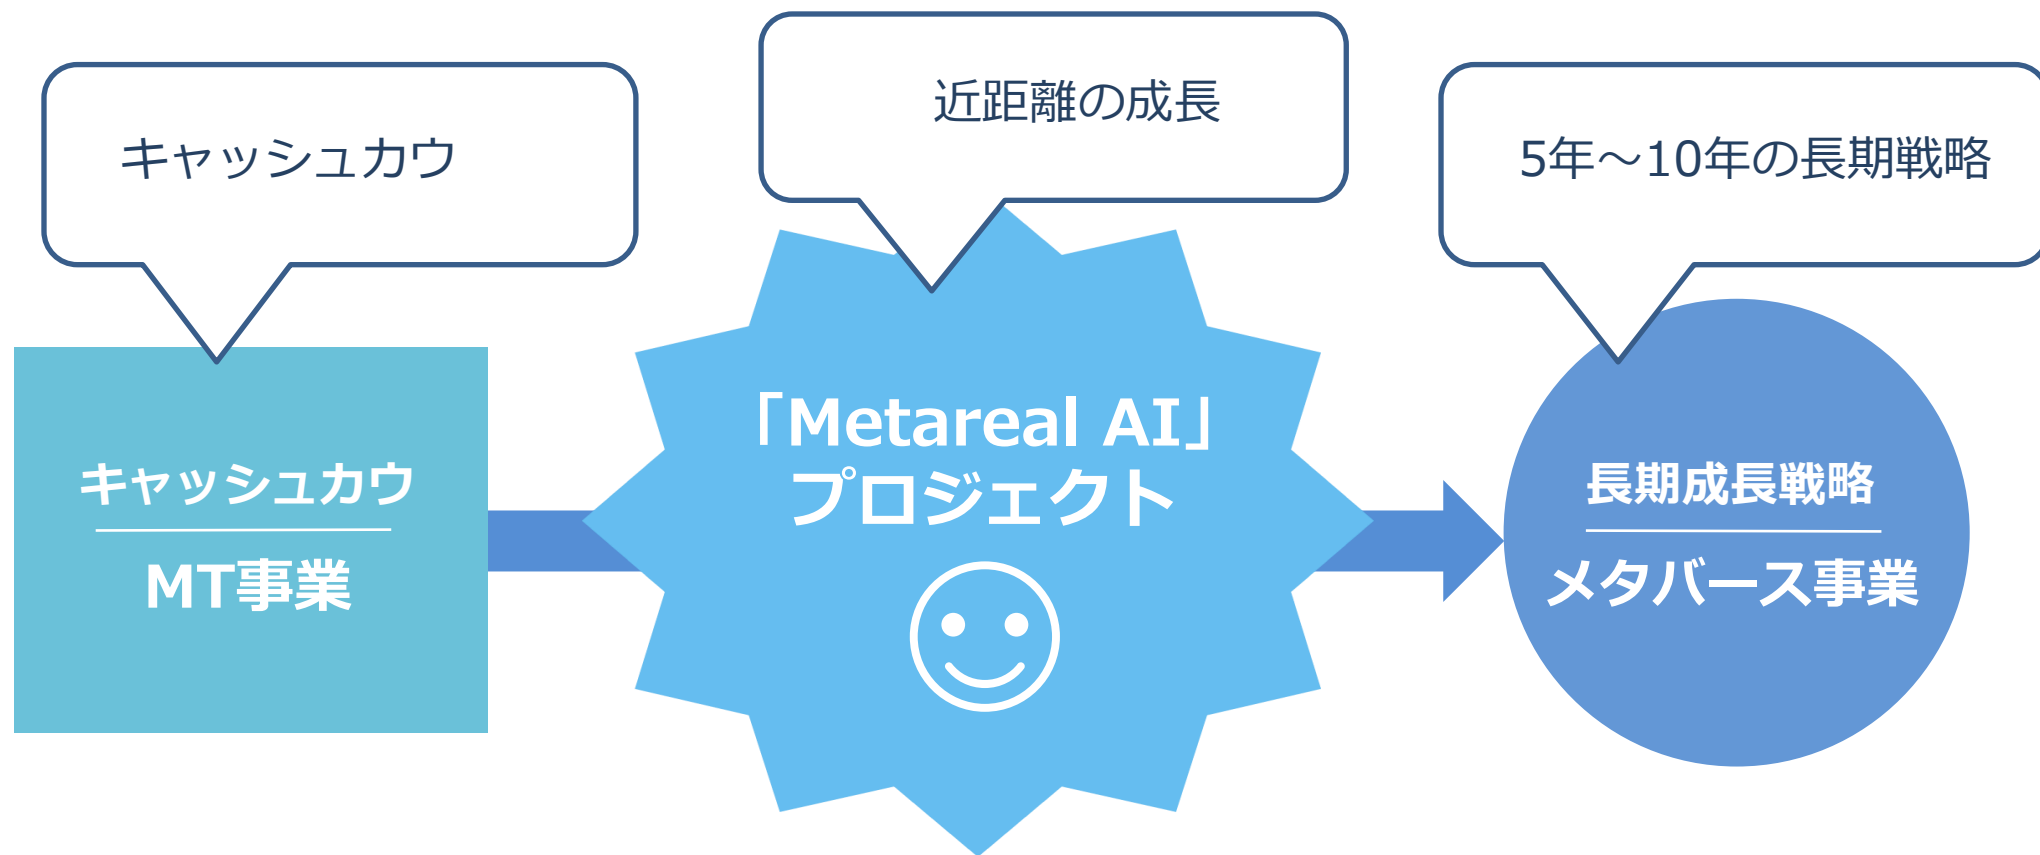 キャッシュカウ
近距離の成長
5年～10年の長期戦略
キャッシュカウ
MT事業
「Metareal AI」
プロジェクト
長期成長戦略
メタバース事業